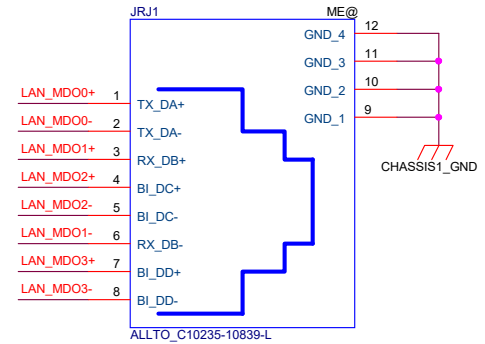 JRJ1 ME@
GND_4 12
GND_3 11
GND_2 10
GND_1 9
LAN_MDO0+ 1 TX_DA+
LAN_MDO0- 2 TX_DA-
LAN_MDO1+ 3 RX_DB+
LAN_MDO2+ 4 BI_DC+
LAN_MDO2- 5 BI_DC-
LAN_MDO1- 6 RX_DB-
LAN_MDO3+ 7 BI_DD+
LAN_MDO3- 8 BI_DD-
CHASSIS1_GND
ALLTO_C10235-10839-L